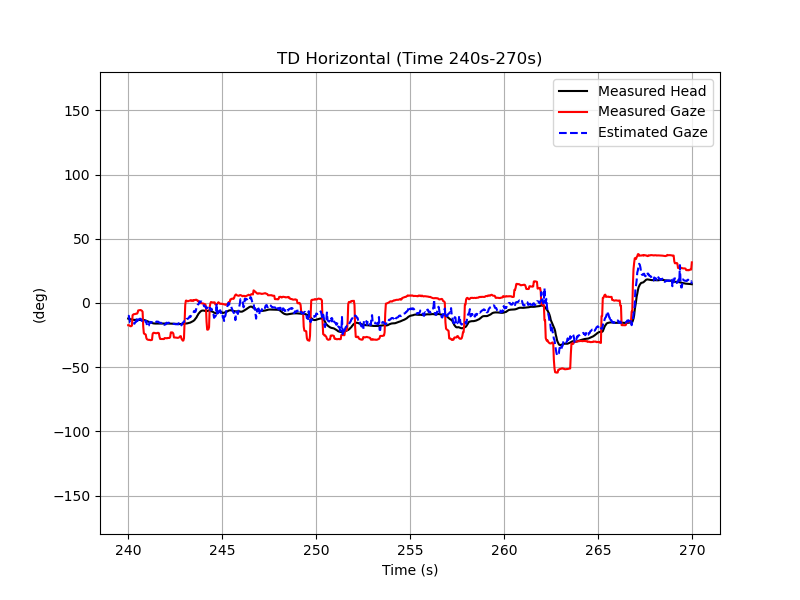 TD Horizontal (Time 240s-270s)
Measured Head
Measured Gaze
Estimated Gaze
150
100
50
0
−50
−100
−150
(deg)
240 245 250 255 260 265 270
Time (s)